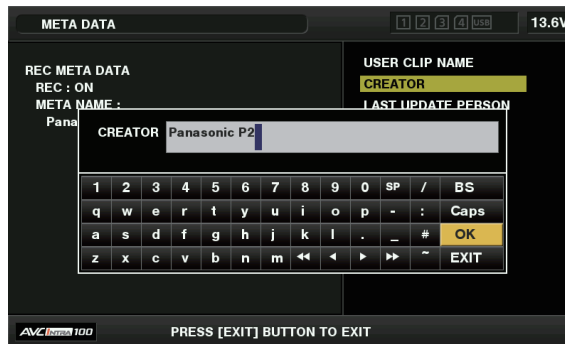 META DATA
1 2 3 4 USB
13.6V
REC META DATA
REC : ON
META NAME :
Pana
USER CLIP NAME
CREATOR
LAST UPDATE PERSON
CREATOR Panasonic P2
1 2 3 4 5 6 7 8 9 0 SP / BS
q w e r t y u i o p - : Caps
a s d f g h j k l . _ # OK
z x c v b n m ◀◀ ◀ ▶ ▶▶ ~ EXIT
AVC INTRA 100
PRESS [EXIT] BUTTON TO EXIT